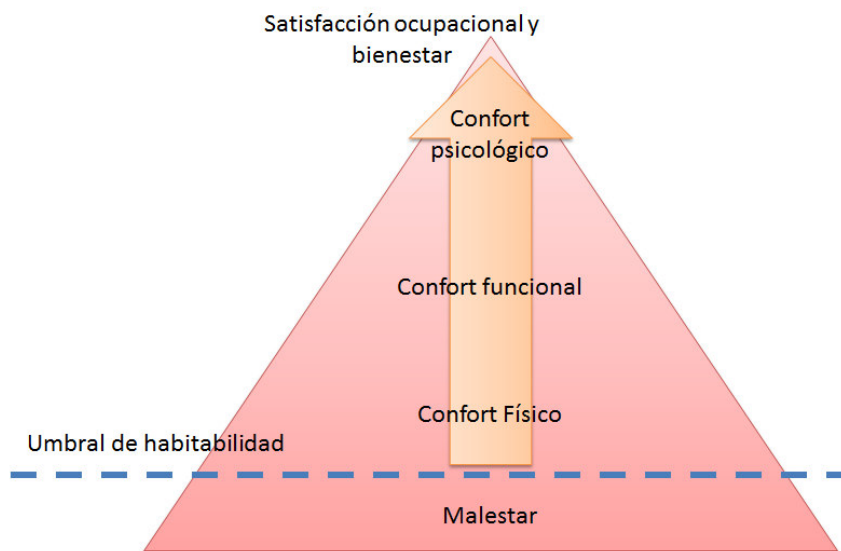 Satisfacción ocupacional y
bienestar
Confort
psicológico
Confort funcional
Confort Físico
Umbral de habitabilidad
Malestar